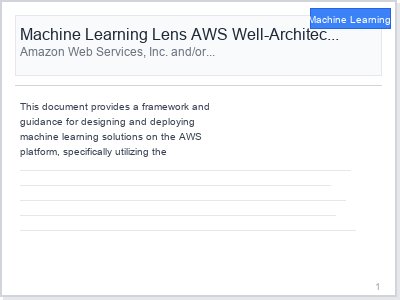 Machine Learning
Machine Learning Lens AWS Well-Architec...
Amazon Web Services, Inc. and/or...
This document provides a framework and
guidance for designing and deploying
machine learning solutions on the AWS
platform, specifically utilizing the
1